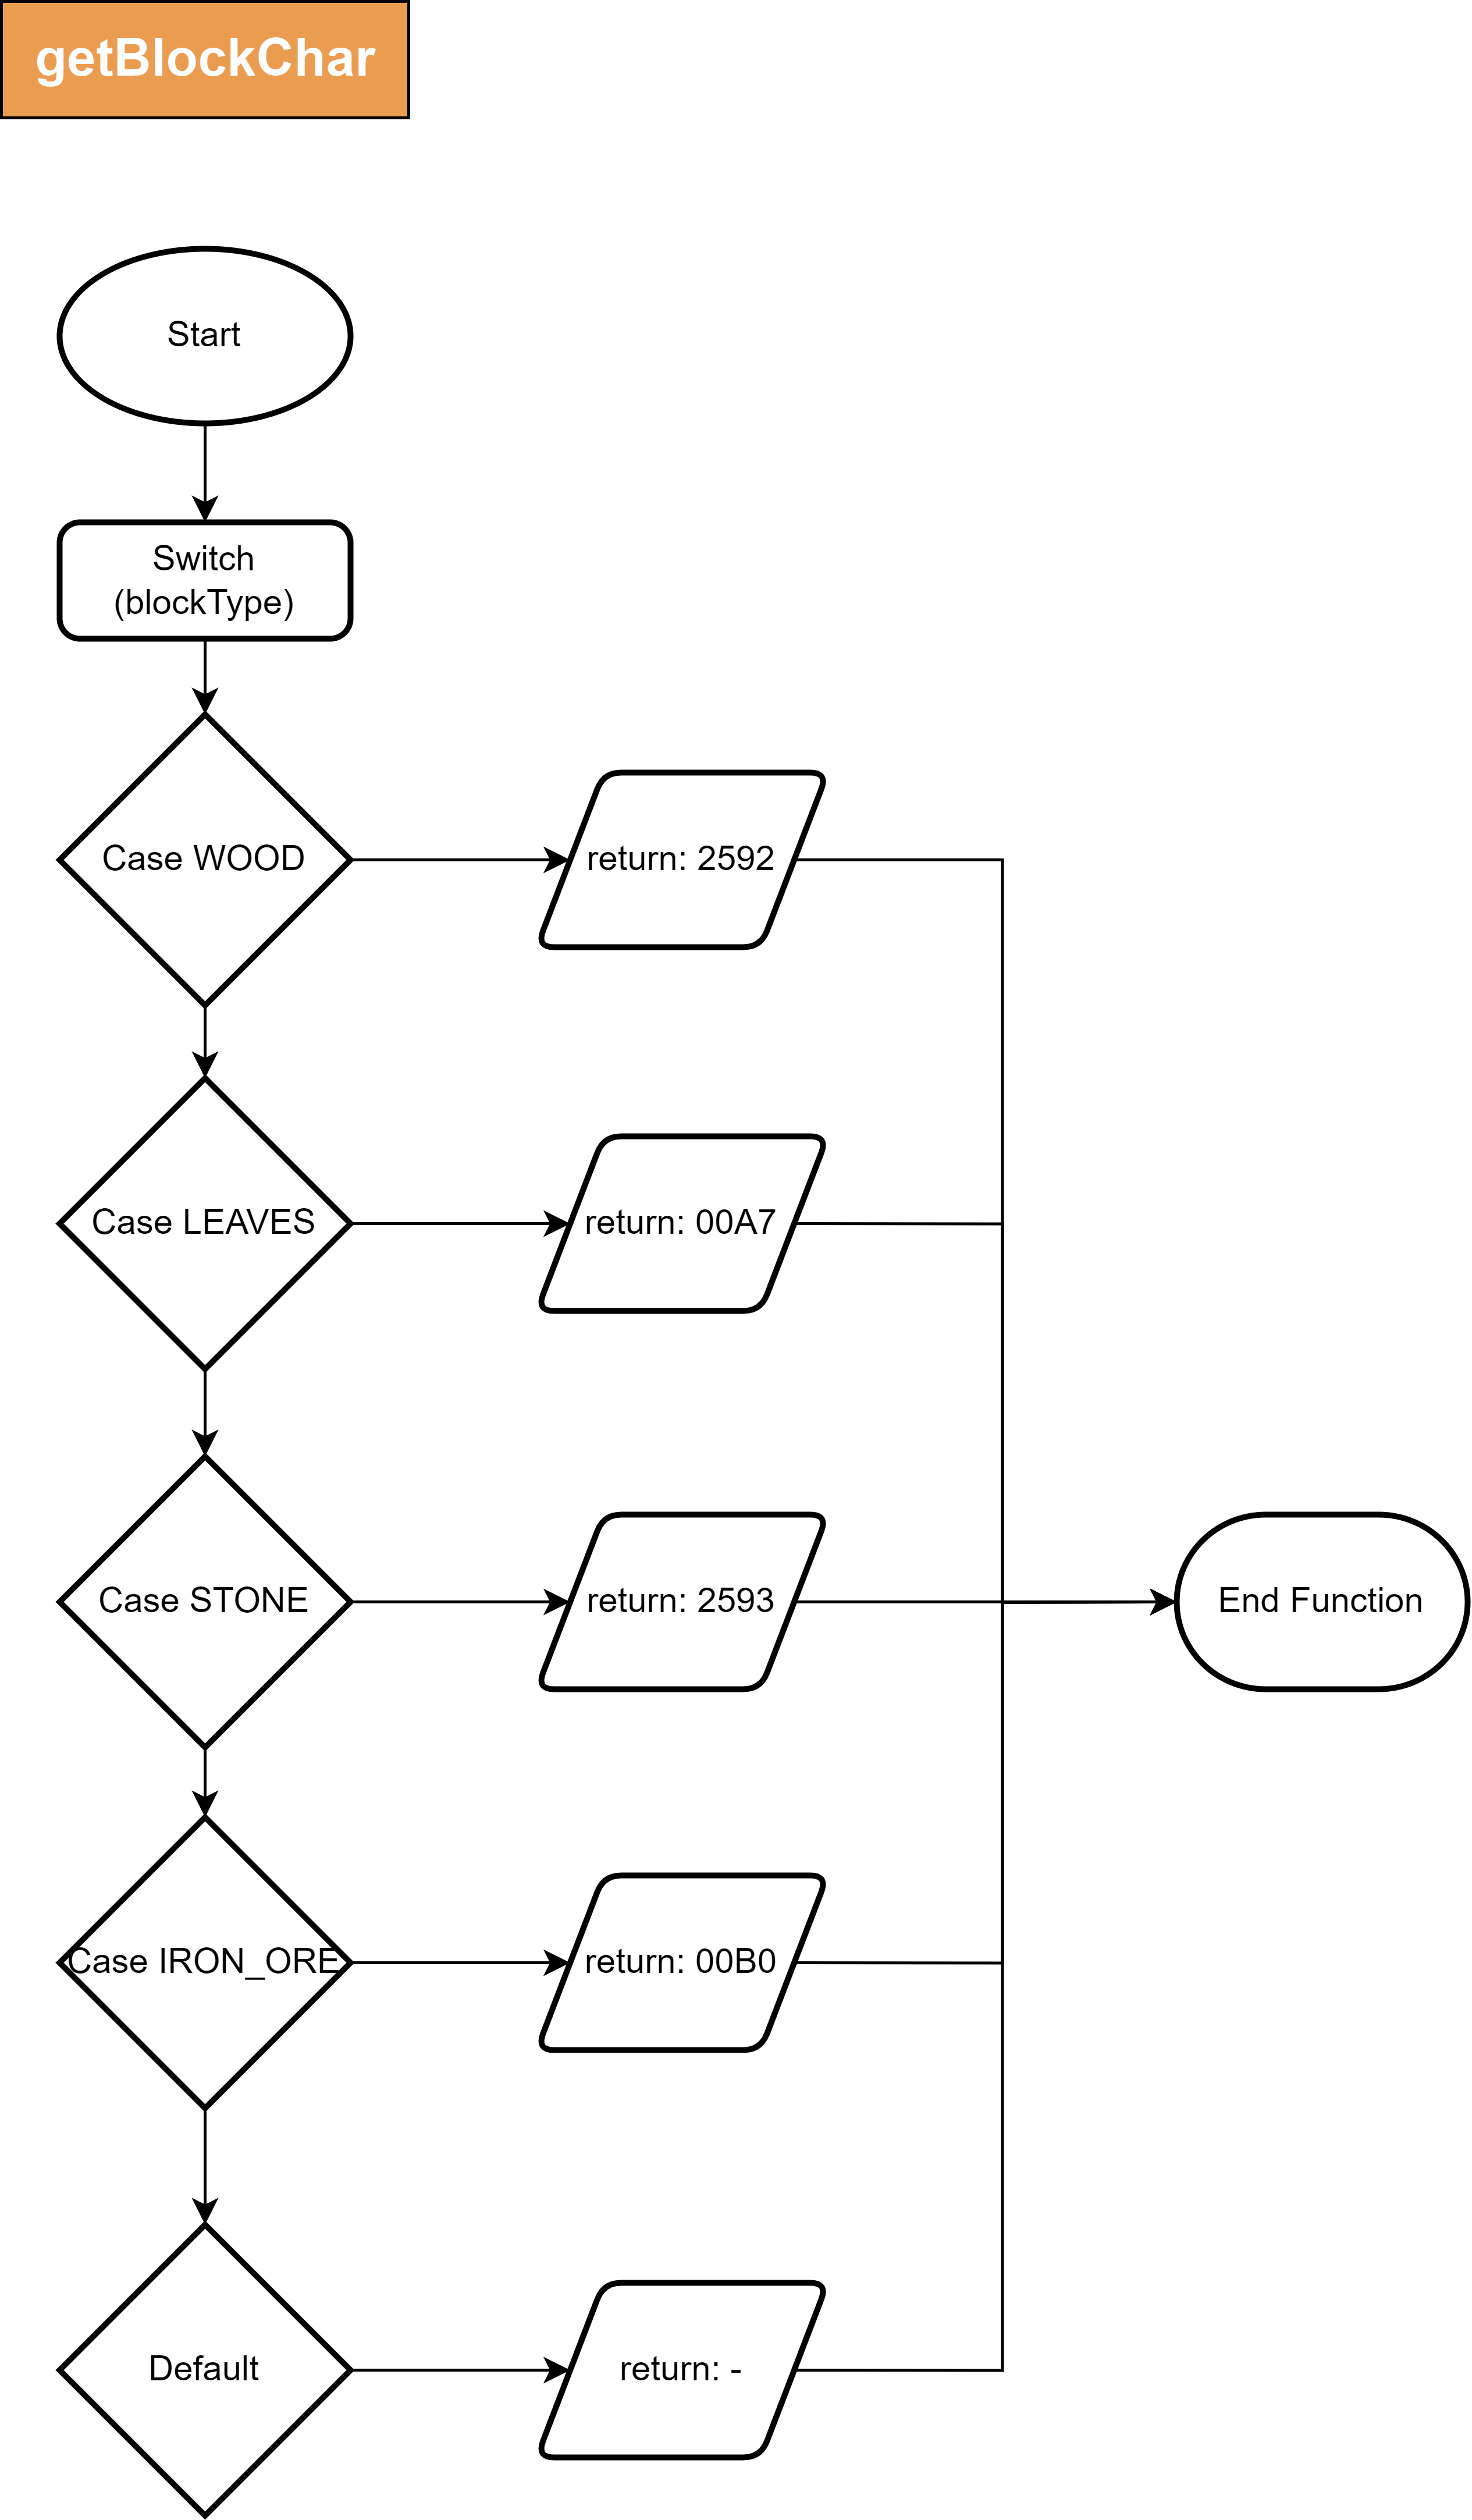 getBlockChar
Start
Switch
(blockType)
Case WOOD
return: 2592
Case LEAVES
return: 00A7
Case STONE
return: 2593
End Function
Case IRON_ORE
return: 00B0
Default
return: -